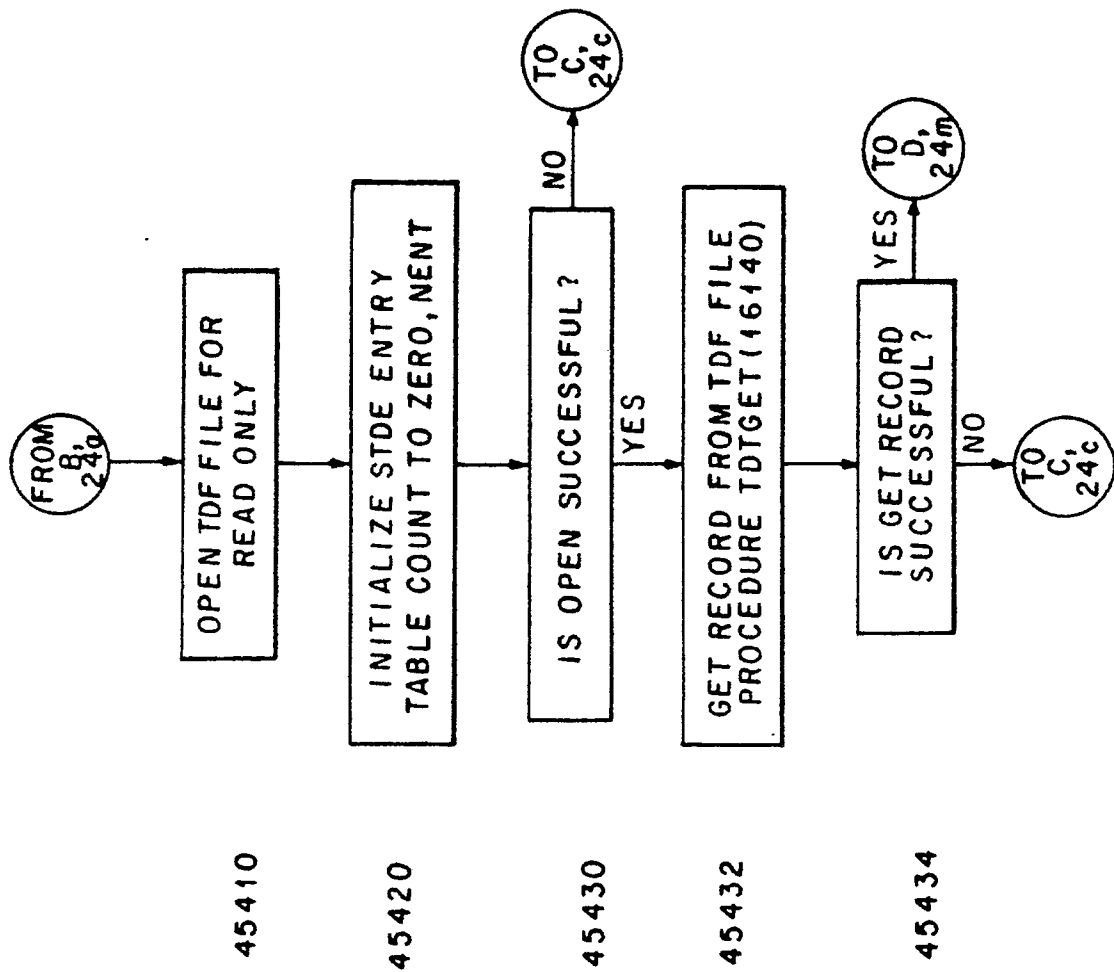 FROM
B,
24a
45410
OPEN TDF FILE FOR
READ ONLY
45420
INITIALIZE STDE ENTRY
TABLE COUNT TO ZERO, NENT
45430
IS OPEN SUCCESSFUL?
NO
TO
C,
24c
YES
45432
GET RECORD FROM TDF FILE
PROCEDURE TDTGET(16140)
45434
IS GET RECORD
SUCCESSFUL?
YES
TO
D,
24m
NO
TO
C,
24c